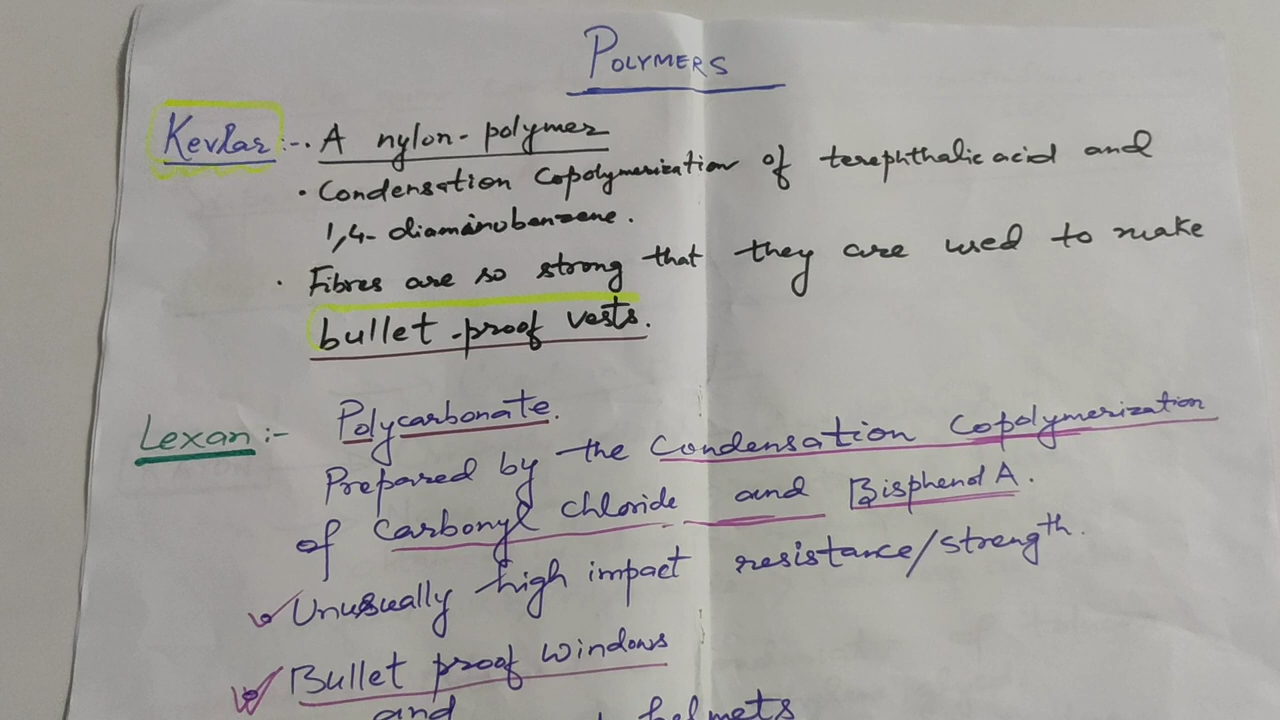 POLYMERS
Kevlar :- • A nylon-polymer
• Condensation Copolymerization of terephthalic acid and
1,4- diaminobenzene.
• Fibres are so strong that they are used to make
bullet-proof vests.
Lexan :- Polycarbonate.
Prepared by the Condensation Copolymerization
of Carbonyl chloride and Bisphenol A.
✓ Unusually high impact resistance/strength.
✓ Bullet proof windows
and helmets